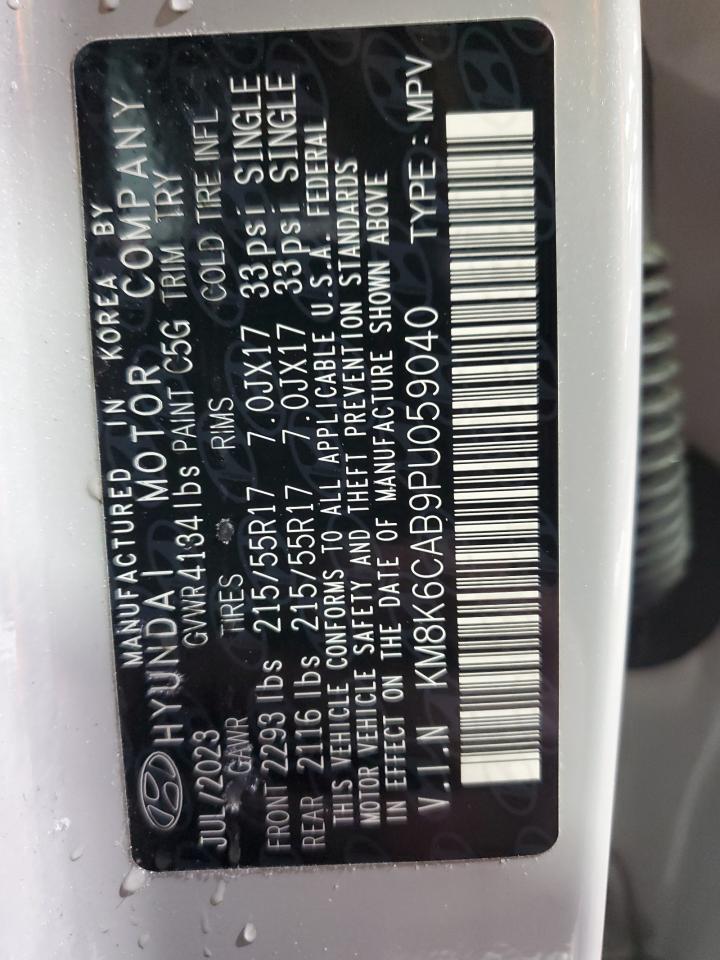 MANUFACTURED IN KOREA BY
HYUNDAI MOTOR COMPANY
JUL/2023 GVWR 4134 lbs PAINT C5G TRIM TRY
GAWR TIRES RIMS COLD TIRE INFL
FRONT 2293 lbs 215/55R17 7.0JX17 33psi SINGLE
REAR 2116 lbs 215/55R17 7.0JX17 33psi SINGLE
THIS VEHICLE CONFORMS TO ALL APPLICABLE U.S.A. FEDERAL
MOTOR VEHICLE SAFETY AND THEFT PREVENTION STANDARDS
IN EFFECT ON THE DATE OF MANUFACTURE SHOWN ABOVE
V.I.N KM8K6CAB9PU059040 TYPE: MPV